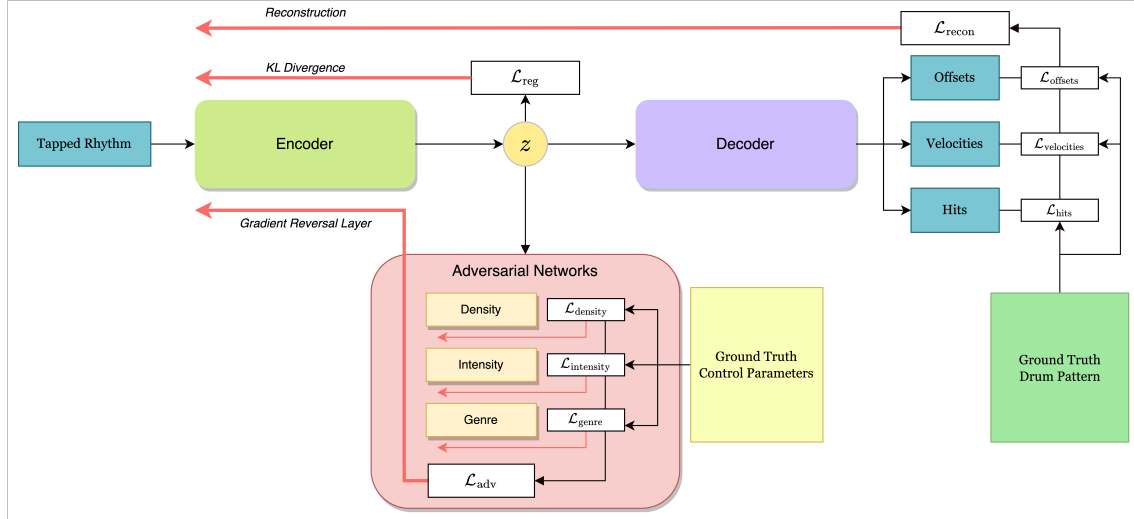 Reconstruction
ℒrecon
KL Divergence
ℒreg
Offsets
ℒoffsets
Tapped Rhythm
Encoder
z
Decoder
Velocities
ℒvelocities
Hits
ℒhits
Gradient Reversal Layer
Adversarial Networks
Density
ℒdensity
Intensity
ℒintensity
Genre
ℒgenre
ℒadv
Ground Truth
Control Parameters
Ground Truth
Drum Pattern